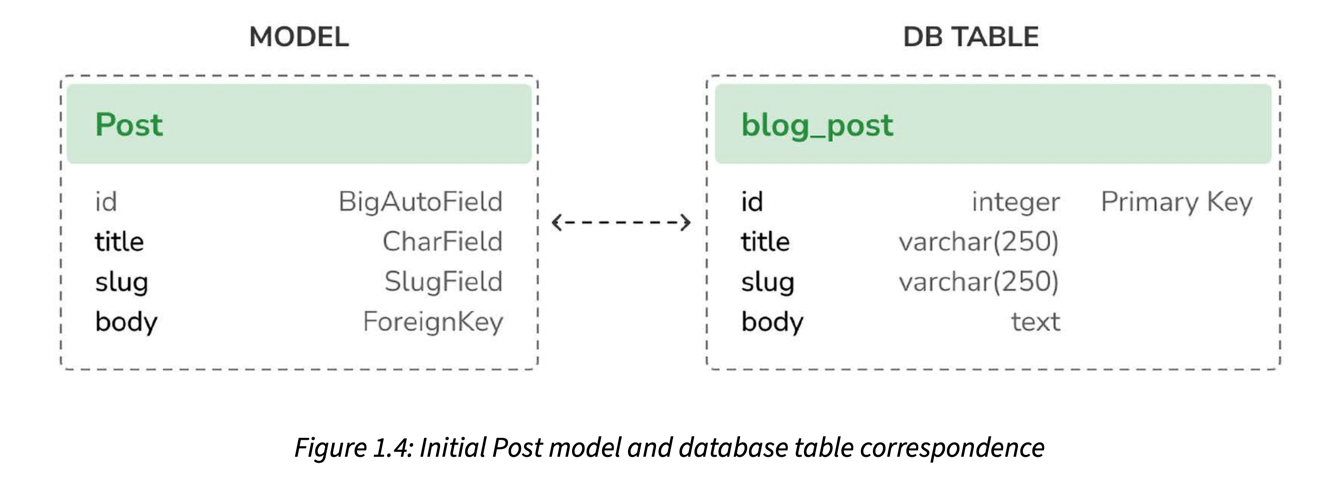 MODEL
DB TABLE
Post
id BigAutoField
title CharField
slug SlugField
body ForeignKey
blog_post
id integer Primary Key
title varchar(250)
slug varchar(250)
body text
Figure 1.4: Initial Post model and database table correspondence